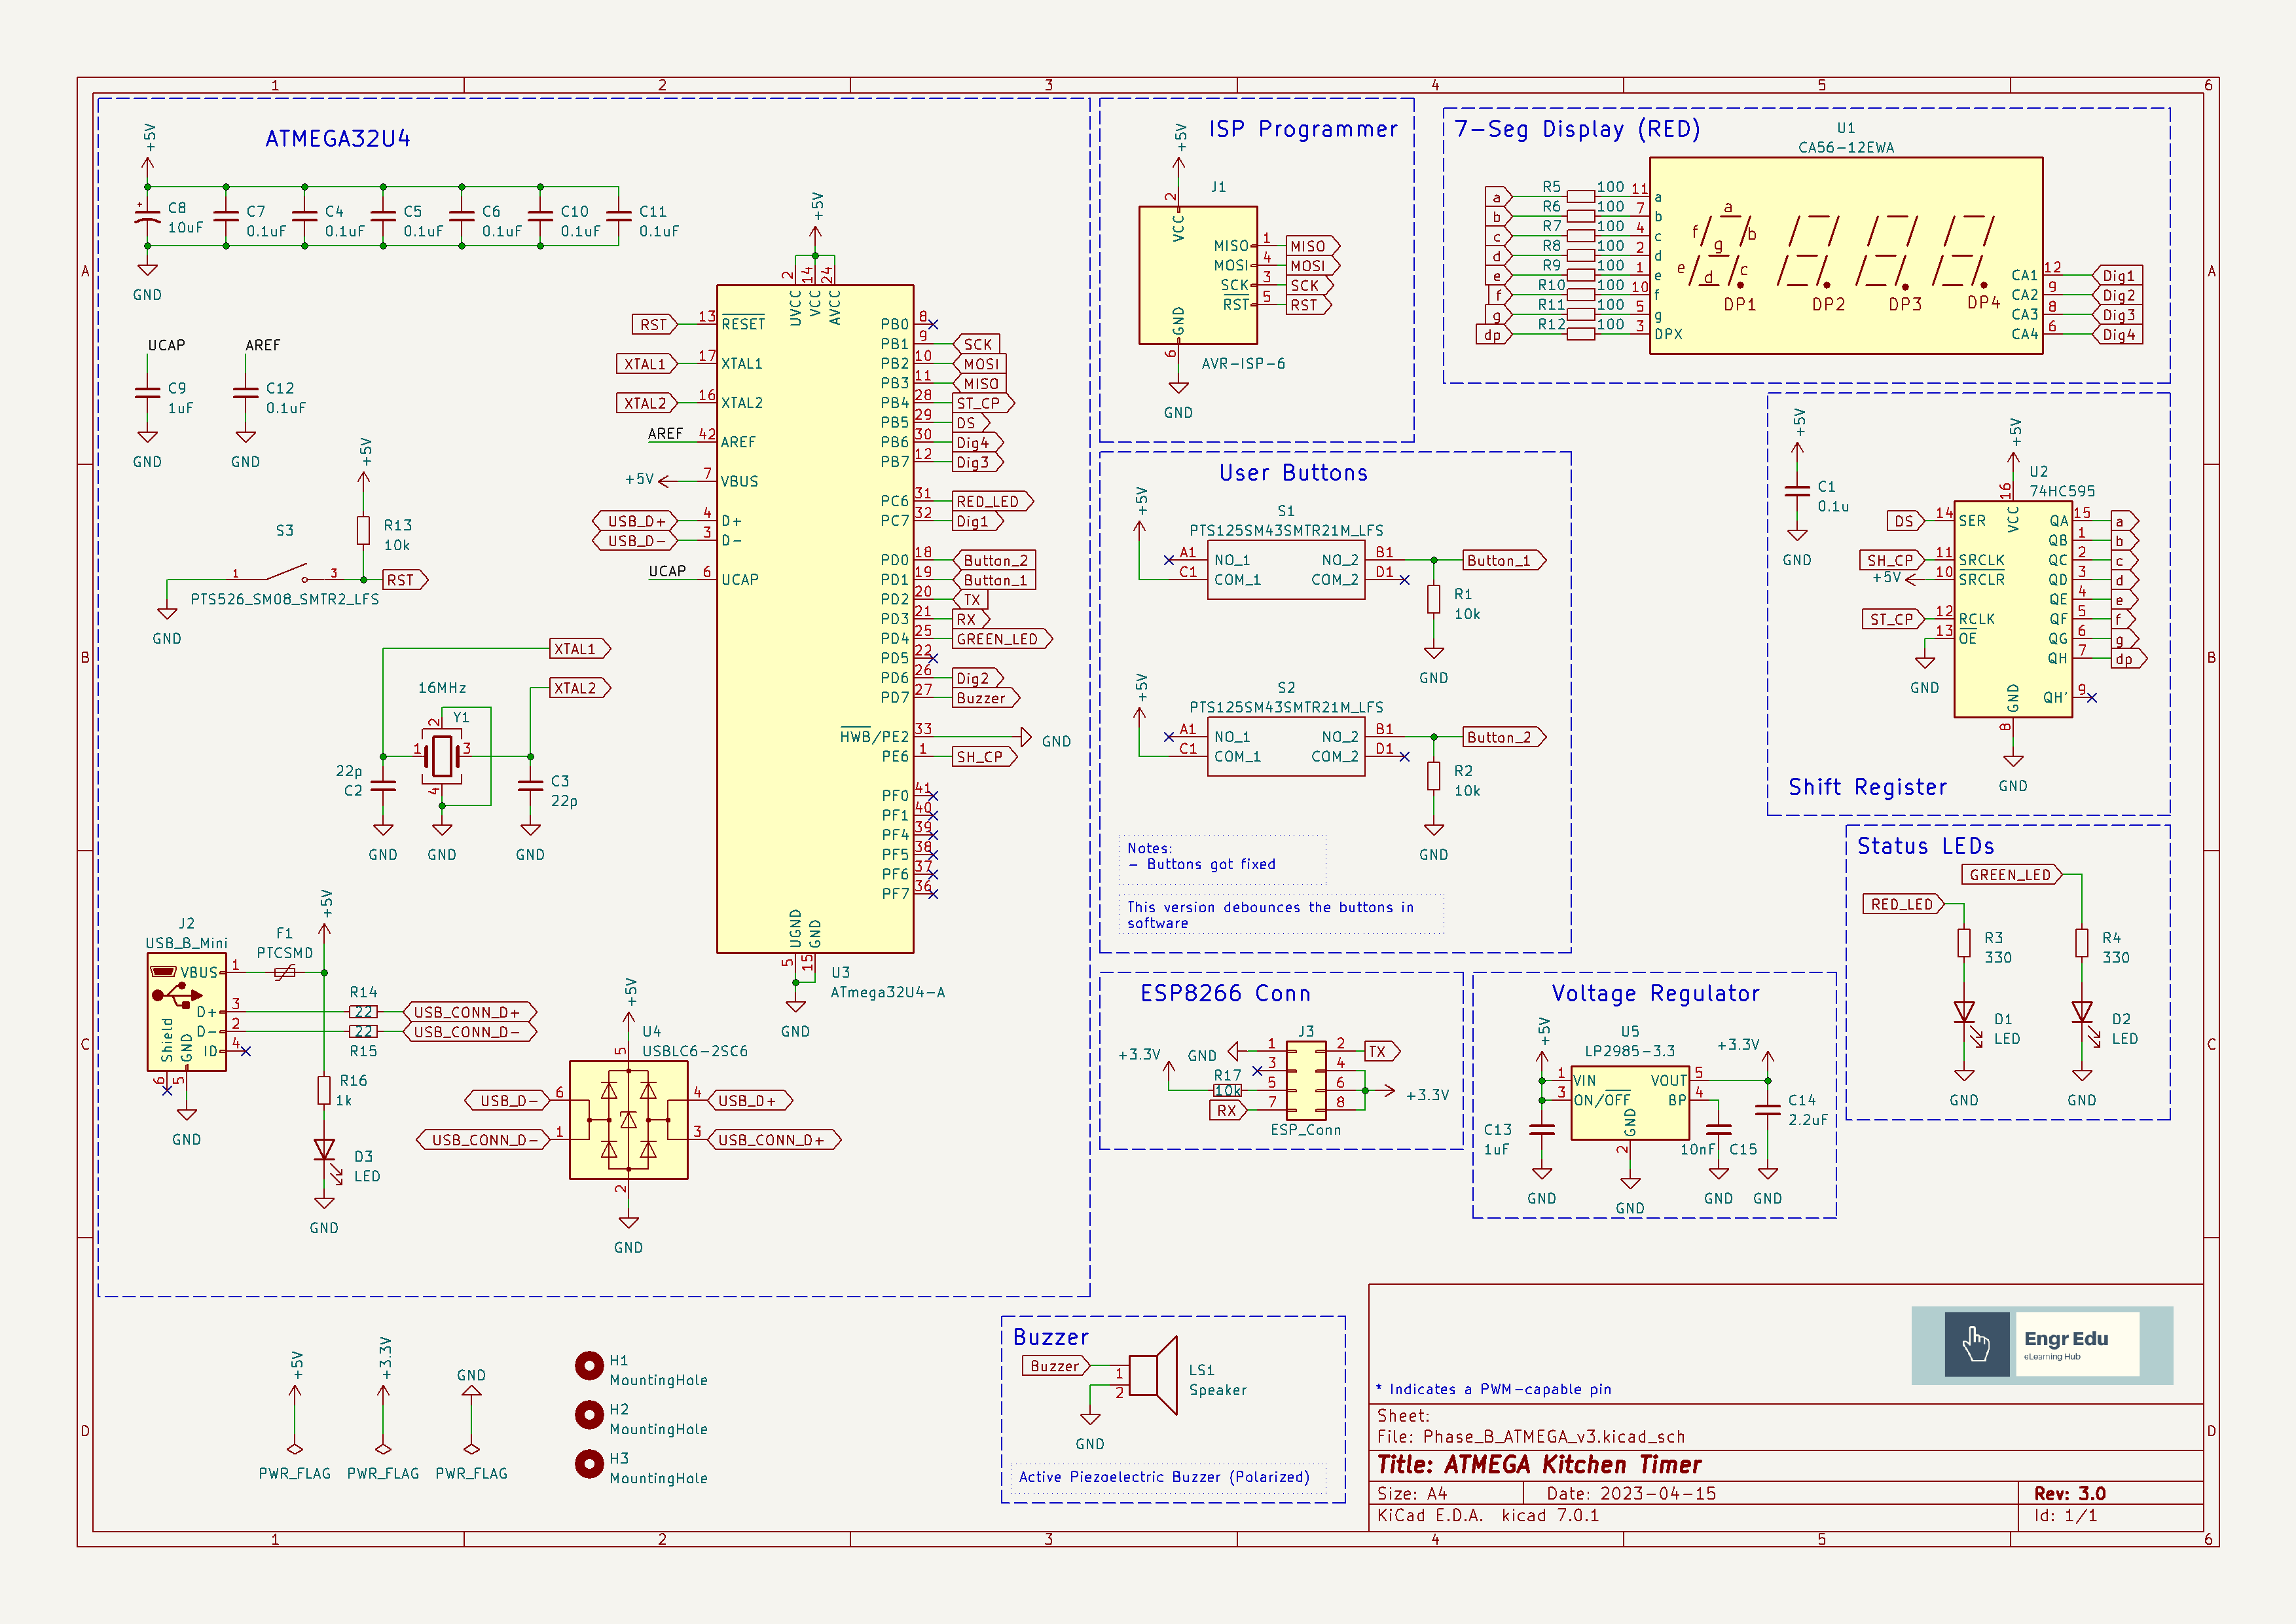 1 2 3 4 5 6
A
B
C
D
ATMEGA32U4
+5V
C8
10uF
C7
0.1uF
C4
0.1uF
C5
0.1uF
C6
0.1uF
C10
0.1uF
C11
0.1uF
GND
UCAP
C9
1uF
GND
AREF
C12
0.1uF
GND
+5V
R13
10k
S3
1 3
RST
PTS526_SM08_SMTR2_LFS
GND
XTAL1
XTAL2
16MHz
Y1
1 2 3 4
22p
C2
C3
22p
GND GND GND
+5V
2 14 24
UVCC VCC AVCC
RST 13 RESET
XTAL1 17 XTAL1
XTAL2 16 XTAL2
AREF 42 AREF
+5V 7 VBUS
USB_D+ 4 D+
USB_D- 3 D-
UCAP 6 UCAP
PB0 8
PB1 9 SCK
PB2 10 MOSI
PB3 11 MISO
PB4 28 ST_CP
PB5 29 DS
PB6 30 Dig4
PB7 12 Dig3
PC6 31 RED_LED
PC7 32 Dig1
PD0 18 Button_2
PD1 19 Button_1
PD2 20 TX
PD3 21 RX
PD4 25 GREEN_LED
PD5 22
PD6 26 Dig2
PD7 27 Buzzer
HWB/PE2 33 GND
PE6 1 SH_CP
PF0 41
PF1 40
PF4 39
PF5 38
PF6 37
PF7 36
UGND GND
5 15
U3
ATmega32U4-A
GND
J2
USB_B_Mini
VBUS 1
D+ 3
D- 2
ID 4
Shield GND
6 5
GND
F1
PTCSMD
+5V
R14
22
USB_CONN_D+
22
USB_CONN_D-
R15
R16
1k
D3
LED
GND
+5V
U4
USBLC6-2SC6
5
USB_D- 6
4 USB_D+
USB_CONN_D- 1
3 USB_CONN_D+
2
GND
ISP Programmer
+5V
J1
2
VCC
MISO 1 MISO
MOSI 4 MOSI
SCK 3 SCK
RST 5 RST
GND
6
AVR-ISP-6
GND
7-Seg Display (RED)
U1
CA56-12EWA
a R5 100 11 a
b R6 100 7 b
c R7 100 4 c
d R8 100 2 d
e R9 100 1 e
f R10 100 10 f
g R11 100 5 g
dp R12 100 3 DPX
a
f b
g
e d c
DP1 DP2 DP3 DP4
CA1 12 Dig1
CA2 9 Dig2
CA3 8 Dig3
CA4 6 Dig4
User Buttons
+5V
S1
PTS125SM43SMTR21M_LFS
A1 NO_1 NO_2 B1 Button_1
C1 COM_1 COM_2 D1
R1
10k
GND
+5V
S2
PTS125SM43SMTR21M_LFS
A1 NO_1 NO_2 B1 Button_2
C1 COM_1 COM_2 D1
R2
10k
GND
Notes:
- Buttons got fixed
This version debounces the buttons in
software
+5V
C1
0.1u
GND
+5V
U2
74HC595
16
VCC
DS 14 SER
SH_CP 11 SRCLK
+5V 10 SRCLR
ST_CP 12 RCLK
13 OE
GND
QA 15 a
QB 1 b
QC 2 c
QD 3 d
QE 4 e
QF 5 f
QG 6 g
QH 7 dp
QH' 9
GND
8
GND
Shift Register
Status LEDs
GREEN_LED
RED_LED
R3
330
R4
330
D1
LED
D2
LED
GND GND
ESP8266 Conn
J3
+3.3V
GND 1 2 TX
3 4
R17
10k 5 6 +3.3V
RX 7 8
ESP_Conn
Voltage Regulator
+5V
U5
LP2985-3.3
+3.3V
1 VIN VOUT 5
3 ON/OFF BP 4
GND
2
C13
1uF
10nF C15
C14
2.2uF
GND GND GND GND
+5V +3.3V GND
PWR_FLAG PWR_FLAG PWR_FLAG
H1
MountingHole
H2
MountingHole
H3
MountingHole
Buzzer
Buzzer 1
2
LS1
Speaker
GND
Active Piezoelectric Buzzer (Polarized)
Engr Edu
eLearning Hub
* Indicates a PWM-capable pin
Sheet:
File: Phase_B_ATMEGA_v3.kicad_sch
Title: ATMEGA Kitchen Timer
Size: A4 Date: 2023-04-15 Rev: 3.0
KiCad E.D.A. kicad 7.0.1 Id: 1/1
1 2 3 4 5 6
A
B
C
D